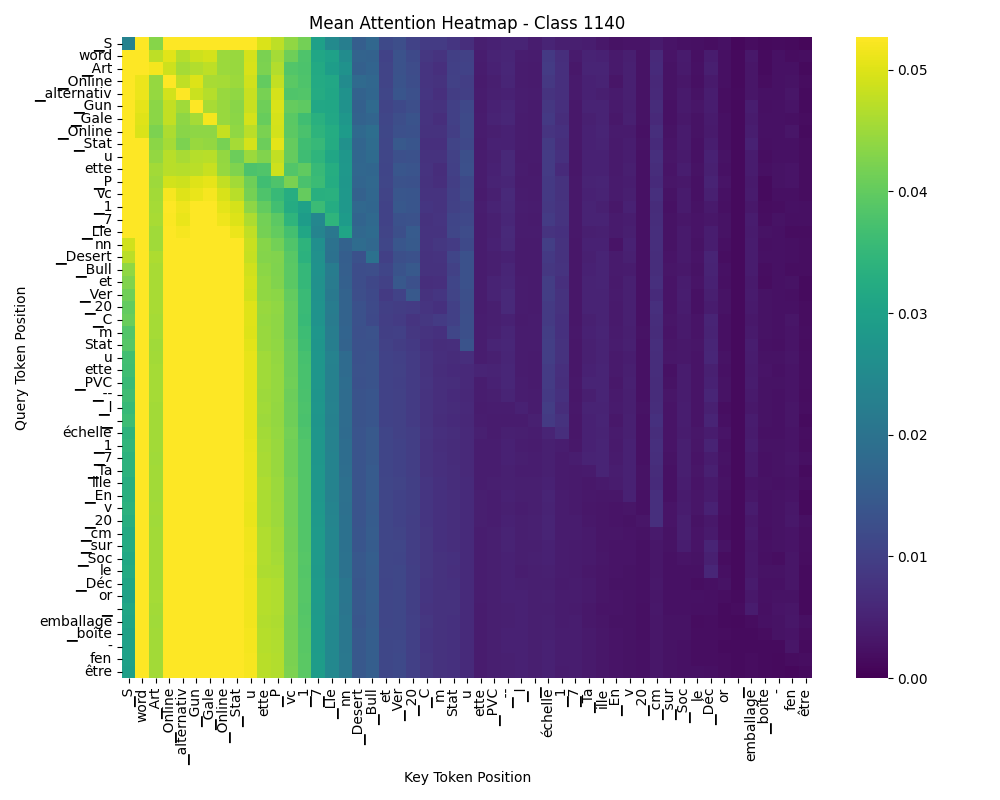 Mean Attention Heatmap - Class 1140
Query Token Position
▁S
word
▁Art
▁Online
▁alternativ
▁Gun
▁Gale
▁Online
▁Stat
u
ette
▁P
vc
▁1
▁7
▁Lie
nn
▁Desert
▁Bull
et
▁Ver
▁20
▁C
▁m
Stat
u
ette
▁PVC
▁--
▁l
▁
échelle
▁1
▁7
▁Ta
ille
▁En
v
▁20
▁cm
▁sur
▁Soc
le
▁Déc
or
▁
emballage
▁boite
-
fen
être
▁S
word
▁Art
▁Online
▁alternativ
▁Gun
▁Gale
▁Online
▁Stat
u
ette
▁P
vc
▁1
▁7
▁Lie
nn
▁Desert
▁Bull
et
▁Ver
▁20
▁C
▁m
Stat
u
ette
▁PVC
▁--
▁l
▁
échelle
▁1
▁7
▁Ta
ille
▁En
v
▁20
▁cm
▁sur
▁Soc
le
▁Déc
or
▁
emballage
▁boite
-
fen
être
Key Token Position
0.05
0.04
0.03
0.02
0.01
0.00